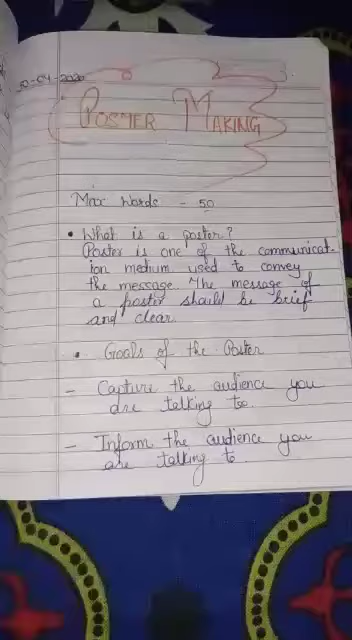 30-04-2020
POSTER MAKING
Max Words - 50
• What is a poster?
Poster is one of the communicat-
ion medium used to convey
the message. The message of
a poster should be brief
and clear.
• Goals of the Poster
- Capture the audience you
are talking too.
- Inform the audience you
are talking to